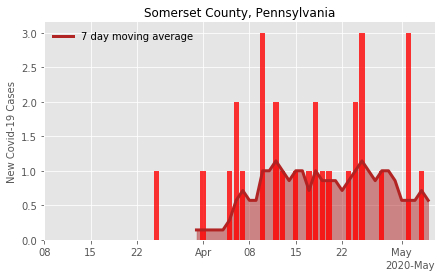 Somerset County, Pennsylvania
7 day moving average
New Covid-19 Cases
3.0
2.5
2.0
1.5
1.0
0.5
0.0
08 15 22 Apr 08 15 22 May
2020-May